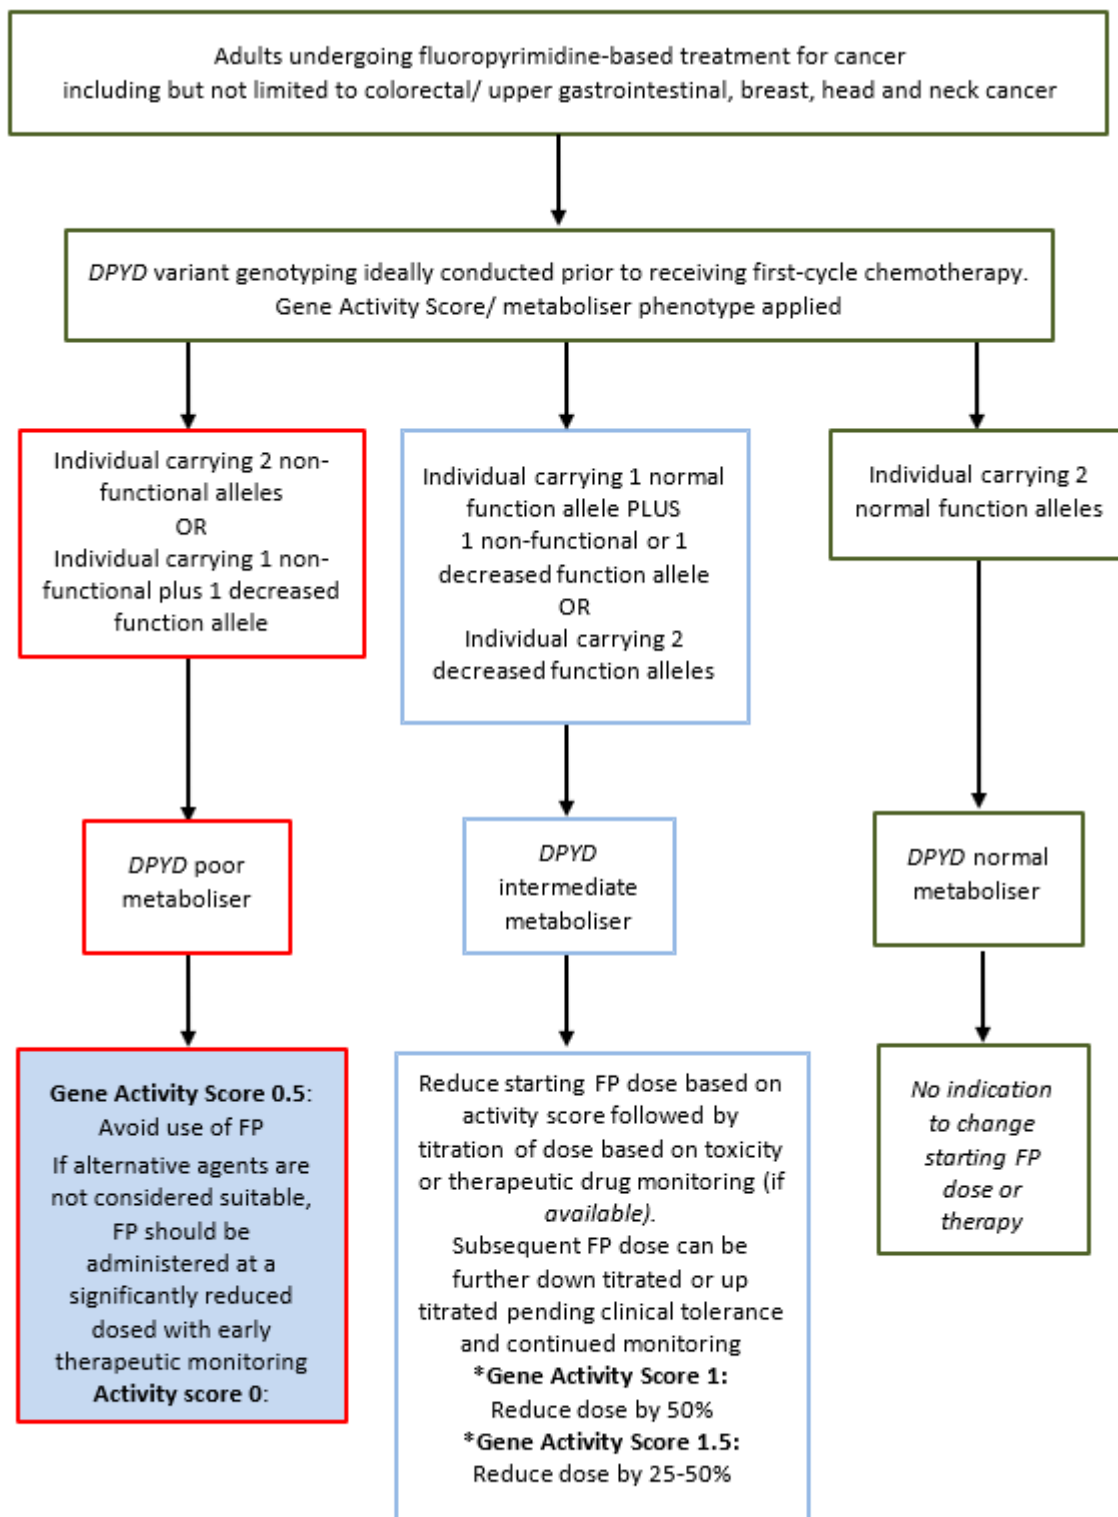 Adults undergoing fluoropyrimidine-based treatment for cancer
including but not limited to colorectal/ upper gastrointestinal, breast, head and neck cancer
DPYD variant genotyping ideally conducted prior to receiving first-cycle chemotherapy.
Gene Activity Score/ metaboliser phenotype applied
Individual carrying 2 non-
functional alleles
OR
Individual carrying 1 non-
functional plus 1 decreased
function allele
Individual carrying 1 normal
function allele PLUS
1 non-functional or 1
decreased function allele
OR
Individual carrying 2
decreased function alleles
Individual carrying 2
normal function alleles
DPYD poor
metaboliser
DPYD
intermediate
metaboliser
DPYD normal
metaboliser
Gene Activity Score 0.5:
Avoid use of FP
If alternative agents are
not considered suitable,
FP should be
administered at a
significantly reduced
dosed with early
therapeutic monitoring
Activity score 0:
Reduce starting FP dose based on
activity score followed by
titration of dose based on toxicity
or therapeutic drug monitoring (if
available).
Subsequent FP dose can be
further down titrated or up
titrated pending clinical tolerance
and continued monitoring
*Gene Activity Score 1:
Reduce dose by 50%
*Gene Activity Score 1.5:
Reduce dose by 25-50%
No indication
to change
starting FP
dose or
therapy